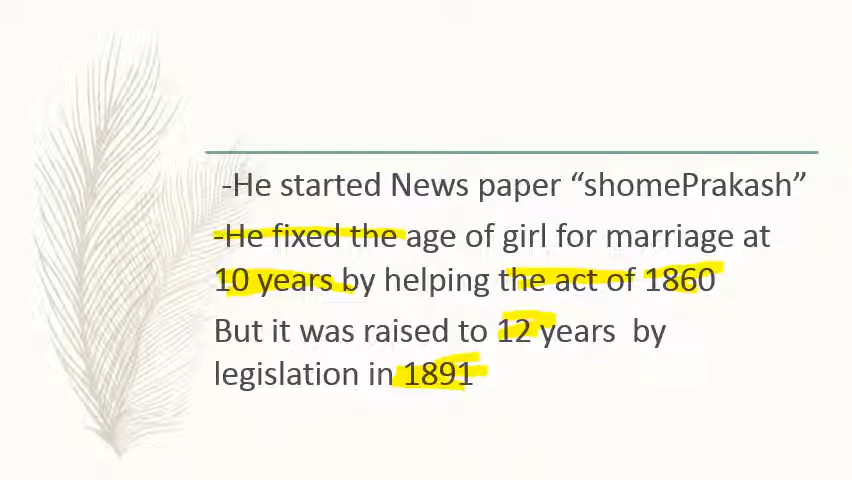 -He started News paper “shomePrakash”
-He fixed the age of girl for marriage at
10 years by helping the act of 1860
But it was raised to 12 years by
legislation in 1891